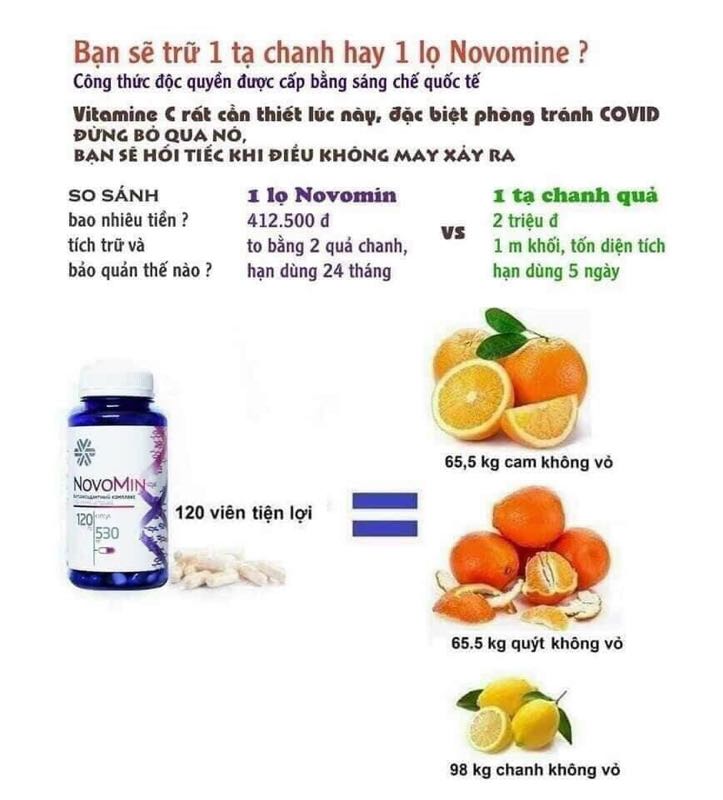 Bạn sẽ trữ 1 tạ chanh hay 1 lọ Novomine ?
Công thức độc quyền được cấp bằng sáng chế quốc tế
Vitamine C rất cần thiết lúc này, đặc biệt phòng tránh COVID
ĐỪNG BỎ QUA NÓ,
BẠN SẼ HỐI TIẾC KHI ĐIỀU KHÔNG MAY XẢY RA
SO SÁNH
bao nhiêu tiền ?
tích trữ và
bảo quản thế nào ?
1 lọ Novomin
412.500 đ
to bằng 2 quả chanh,
hạn dùng 24 tháng
vs
1 tạ chanh quả
2 triệu đ
1 m khối, tốn diện tích
hạn dùng 5 ngày
NOVOMIN
120
530
120 viên tiện lợi
65,5 kg cam không vỏ
65.5 kg quýt không vỏ
98 kg chanh không vỏ